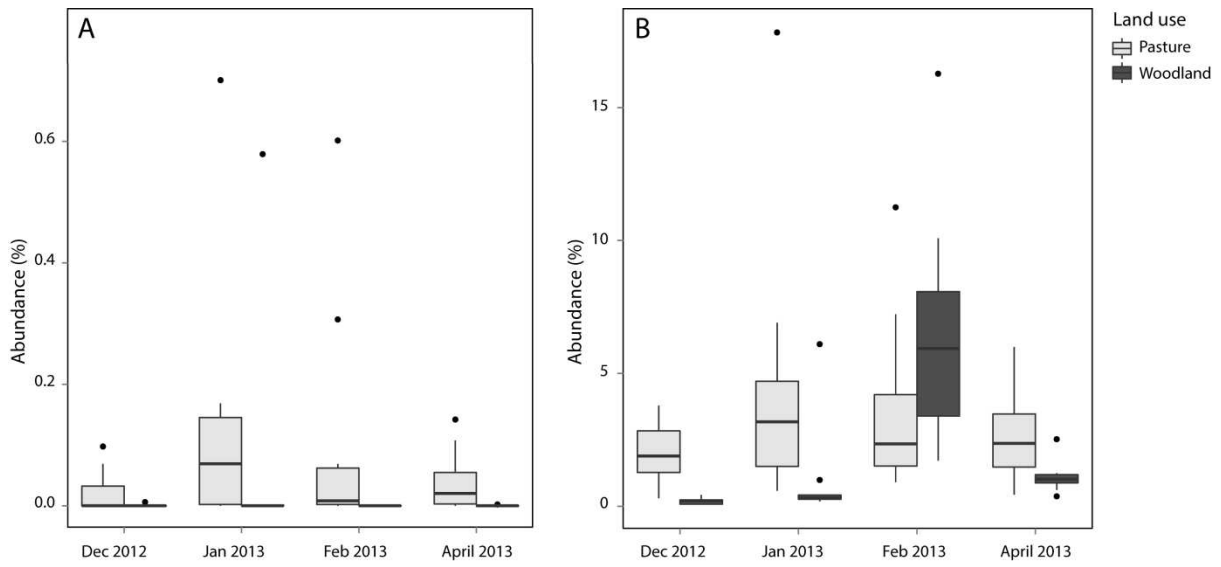 A
Abundance (%)
0.6
0.4
0.2
0.0
Dec 2012 Jan 2013 Feb 2013 April 2013
B
Abundance (%)
15
10
5
0
Dec 2012 Jan 2013 Feb 2013 April 2013
Land use
Pasture
Woodland